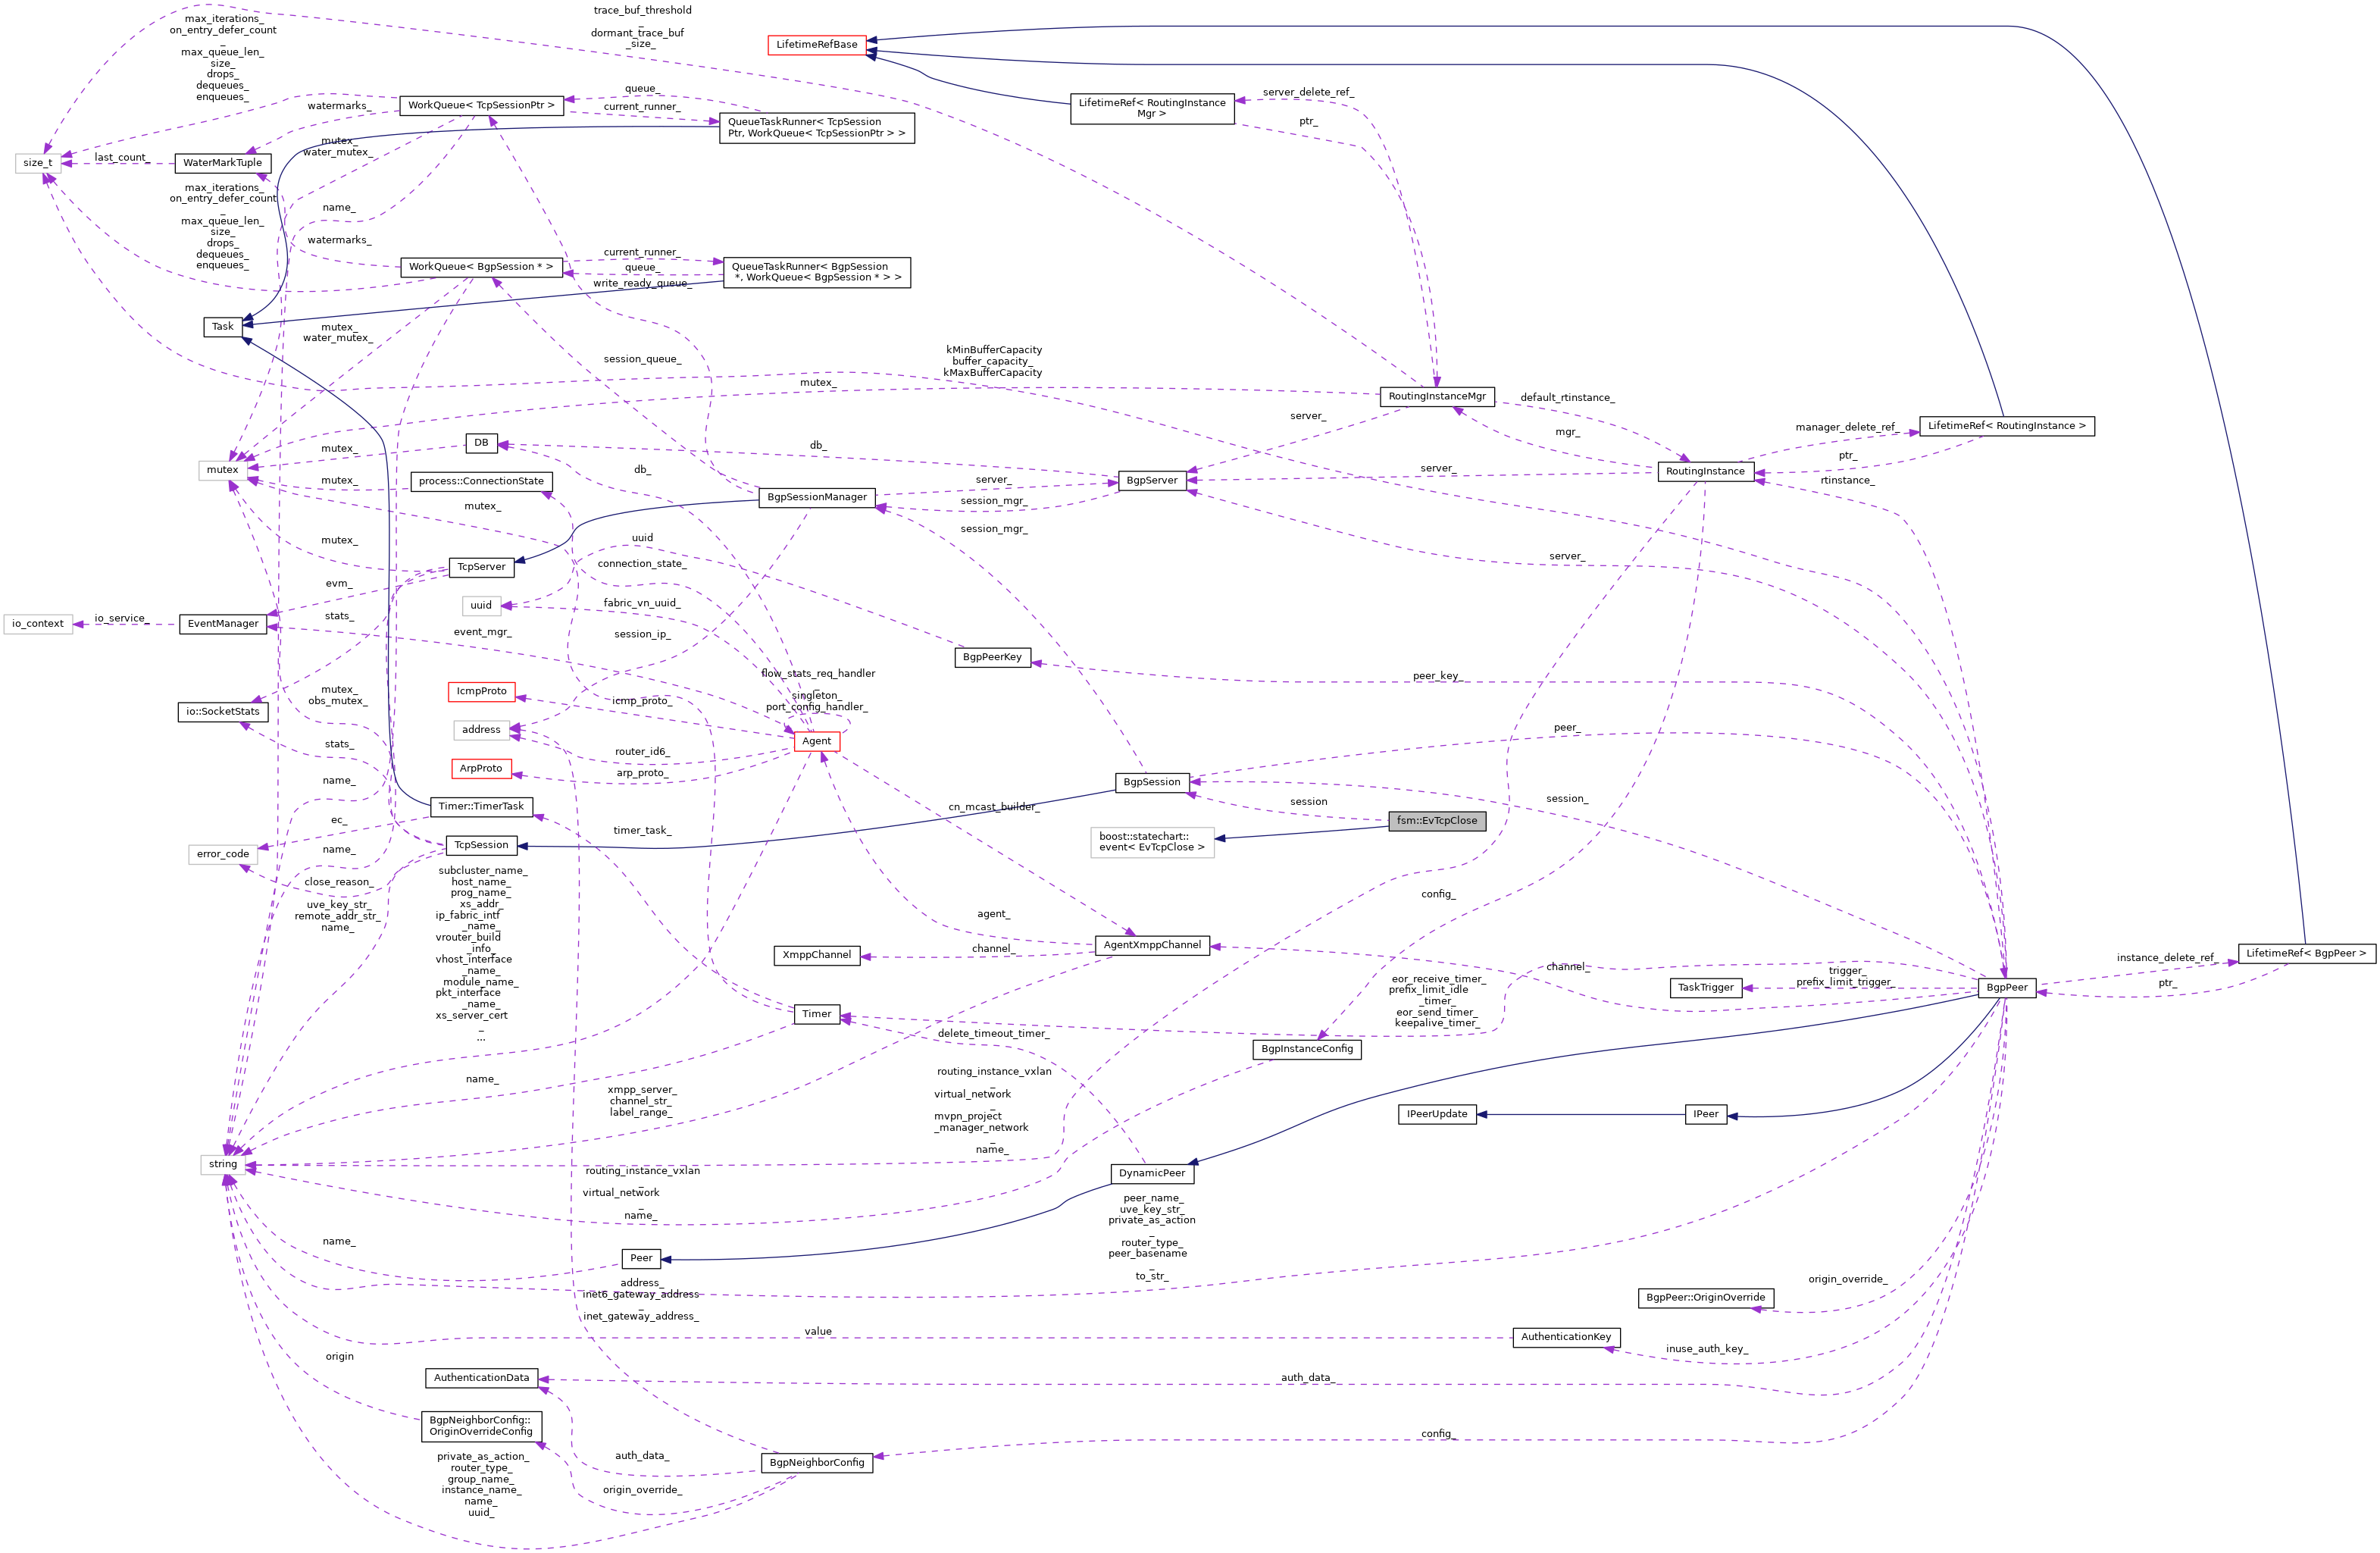 max_iterations_
on_entry_defer_count
_
max_queue_len_
size_
drops_
dequeues_
enqueues_
trace_buf_threshold
_
dormant_trace_buf
_size_
LifetimeRefBase
watermarks_
WorkQueue< TcpSessionPtr >
queue_
current_runner_
QueueTaskRunner< TcpSession
Ptr, WorkQueue< TcpSessionPtr > >
LifetimeRef< RoutingInstance
Mgr >
server_delete_ref_
ptr_
size_t
last_count_
WaterMarkTuple
mutex_
water_mutex_
max_iterations_
on_entry_defer_count
_
max_queue_len_
size_
drops_
dequeues_
enqueues_
name_
watermarks_
WorkQueue< BgpSession * >
current_runner_
queue_
write_ready_queue_
QueueTaskRunner< BgpSession
*, WorkQueue< BgpSession * > >
Task
mutex_
water_mutex_
session_queue_
kMinBufferCapacity
buffer_capacity_
kMaxBufferCapacity
mutex_
RoutingInstanceMgr
default_rtinstance_
server_
mgr_
manager_delete_ref_
LifetimeRef< RoutingInstance >
ptr_
DB
mutex_
db_
db_
mutex
mutex_
process::ConnectionState
mutex_
BgpSessionManager
server_
session_mgr_
BgpServer
server_
RoutingInstance
rtinstance_
session_mgr_
mutex_
TcpServer
uuid
connection_state_
server_
evm_
uuid
fabric_vn_uuid_
io_context
io_service_
EventManager
stats_
event_mgr_
session_ip_
BgpPeerKey
peer_key_
flow_stats_req_handler
_
singleton_
port_config_handler_
IcmpProto
icmp_proto_
mutex_
obs_mutex_
io::SocketStats
address
Agent
peer_
stats_
router_id6_
ArpProto
arp_proto_
name_
BgpSession
session
session_
Timer::TimerTask
cn_mcast_builder_
fsm::EvTcpClose
ec_
timer_task_
boost::statechart::
event< EvTcpClose >
TcpSession
error_code
name_
close_reason_
subcluster_name_
host_name_
prog_name_
xs_addr_
ip_fabric_intf
_name_
vrouter_build
_info_
vhost_interface
_name_
_module_name_
pkt_interface
_name_
xs_server_cert
_
...
uve_key_str_
remote_addr_str_
name_
config_
agent_
AgentXmppChannel
XmppChannel
channel_
channel_
eor_receive_timer_
prefix_limit_idle
_timer_
eor_send_timer_
keepalive_timer_
TaskTrigger
trigger_
prefix_limit_trigger_
BgpPeer
instance_delete_ref_
LifetimeRef< BgpPeer >
ptr_
Timer
delete_timeout_timer_
BgpInstanceConfig
name_
xmpp_server_
channel_str_
label_range_
routing_instance_vxlan
_
virtual_network
_
mvpn_project
_manager_network
_
name_
IPeerUpdate
IPeer
string
DynamicPeer
routing_instance_vxlan
_
virtual_network
_
name_
peer_name_
uve_key_str_
private_as_action
_
router_type_
peer_basename
_
to_str_
name_
Peer
address_
inet6_gateway_address
_
inet_gateway_address_
origin_override_
BgpPeer::OriginOverride
value
AuthenticationKey
inuse_auth_key_
origin
AuthenticationData
auth_data_
BgpNeighborConfig::
OriginOverrideConfig
config_
private_as_action_
router_type_
group_name_
instance_name_
name_
uuid_
auth_data_
BgpNeighborConfig
origin_override_